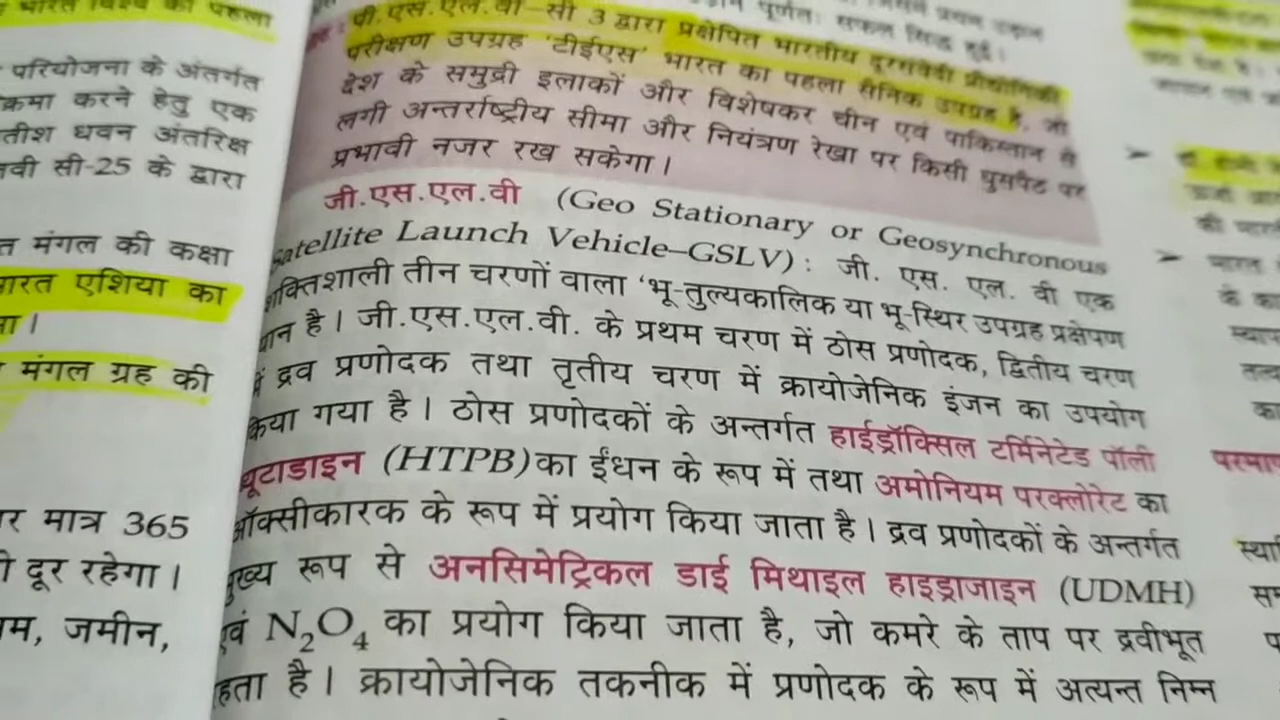 भारत विश्व का पहला
परियोजना के अंतर्गत
क्रमा करने हेतु एक
तीश धवन अंतरिक्ष
लवी सी-25 के द्वारा
त मंगल की कक्षा
भारत एशिया का
मंगल ग्रह की
र मात्र 365
दूर रहेगा।
जमीन,
पूर्णतः सफल सिद्ध हुई।
पी.एस.एल.वी–सी 3 द्वारा प्रक्षेपित भारतीय दूरसंवेदी प्रौद्योगिकी
परीक्षण उपग्रह 'टीईएस' भारत का पहला सैनिक उपग्रह है, जो
देश के समुद्री इलाकों और विशेषकर चीन एवं पाकिस्तान से
लगी अन्तर्राष्ट्रीय सीमा और नियंत्रण रेखा पर किसी घुसपैठ पर
प्रभावी नजर रख सकेगा।
जी.एस.एल.वी (Geo Stationary or Geosynchronous
Satellite Launch Vehicle–GSLV) : जी. एस. एल. वी एक
शक्तिशाली तीन चरणों वाला 'भू-तुल्यकालिक या भू-स्थिर उपग्रह प्रक्षेपण
यान है। जी.एस.एल.वी. के प्रथम चरण में ठोस प्रणोदक, द्वितीय चरण
में द्रव प्रणोदक तथा तृतीय चरण में क्रायोजेनिक इंजन का उपयोग
किया गया है। ठोस प्रणोदकों के अन्तर्गत हाईड्रॉक्सिल टर्मिनेटेड पॉली
ब्यूटाडाइन (HTPB)का ईंधन के रूप में तथा अमोनियम परक्लोरेट का
ऑक्सीकारक के रूप में प्रयोग किया जाता है। द्रव प्रणोदकों के अन्तर्गत
मुख्य रूप से अनसिमेट्रिकल डाई मिथाइल हाइड्राजाइन (UDMH)
एवं N₂O₄ का प्रयोग किया जाता है, जो कमरे के ताप पर द्रवीभूत
रहता है। क्रायोजेनिक तकनीक में प्रणोदक के रूप में अत्यन्त निम्न